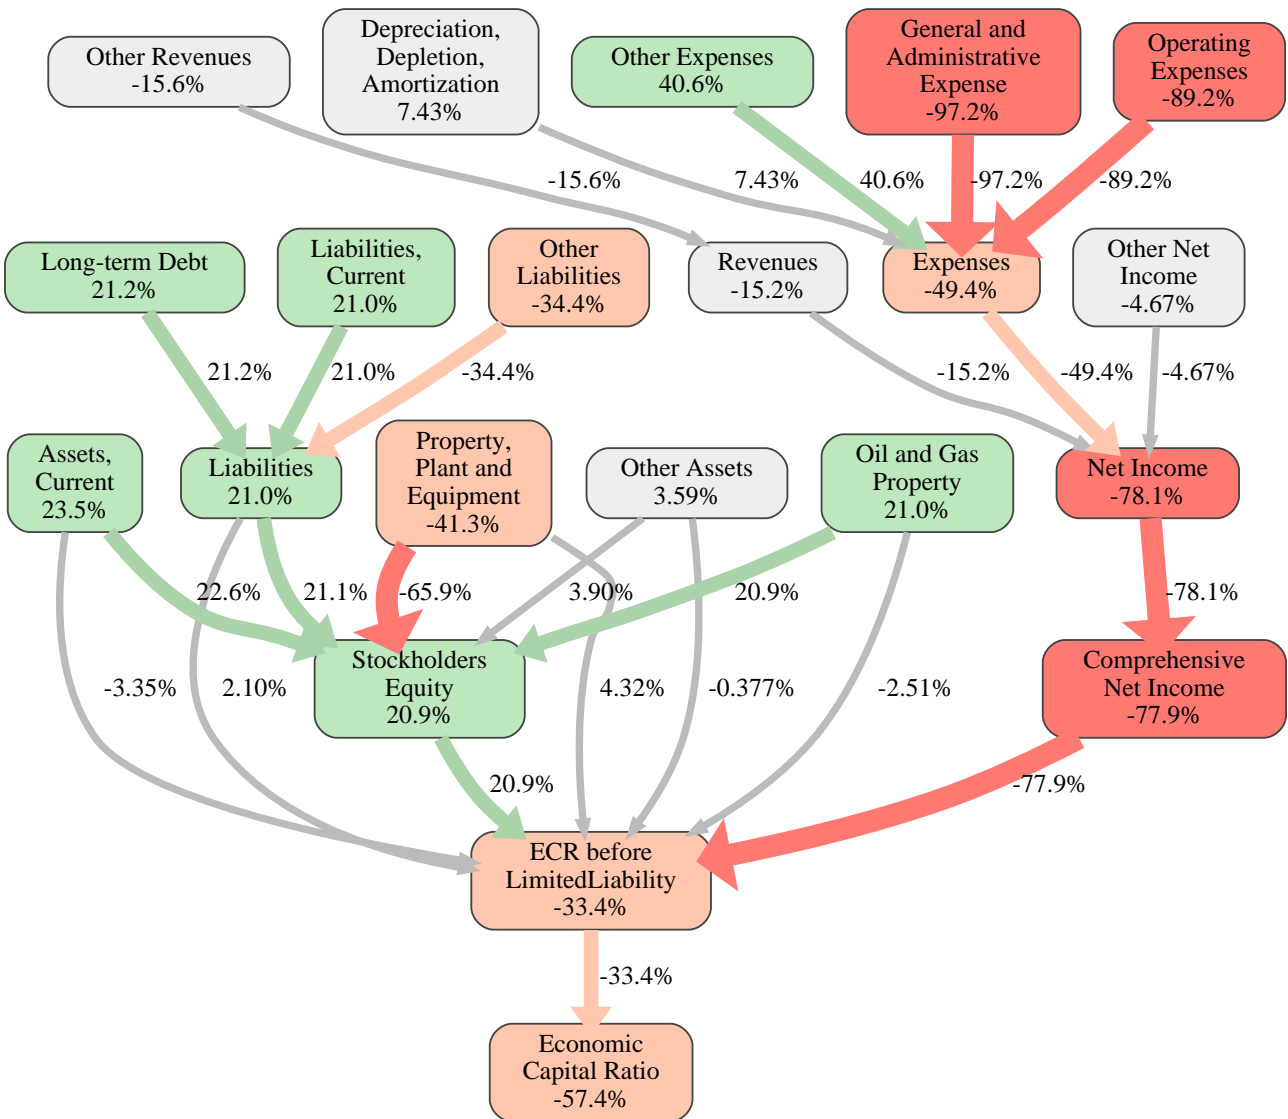 Other Revenues
-15.6%
Depreciation,
Depletion,
Amortization
7.43%
Other Expenses
40.6%
General and
Administrative
Expense
-97.2%
Operating
Expenses
-89.2%
-15.6%
7.43%
40.6%
-97.2%
-89.2%
Long-term Debt
21.2%
Liabilities,
Current
21.0%
Other
Liabilities
-34.4%
Revenues
-15.2%
Expenses
-49.4%
Other Net
Income
-4.67%
21.2%
21.0%
-34.4%
-15.2%
-49.4%
-4.67%
Assets,
Current
23.5%
Liabilities
21.0%
Property,
Plant and
Equipment
-41.3%
Other Assets
3.59%
Oil and Gas
Property
21.0%
Net Income
-78.1%
22.6%
21.1%
-65.9%
3.90%
20.9%
-78.1%
Stockholders
Equity
20.9%
Comprehensive
Net Income
-77.9%
-3.35%
2.10%
4.32%
-0.377%
-2.51%
20.9%
-77.9%
ECR before
LimitedLiability
-33.4%
-33.4%
Economic
Capital Ratio
-57.4%